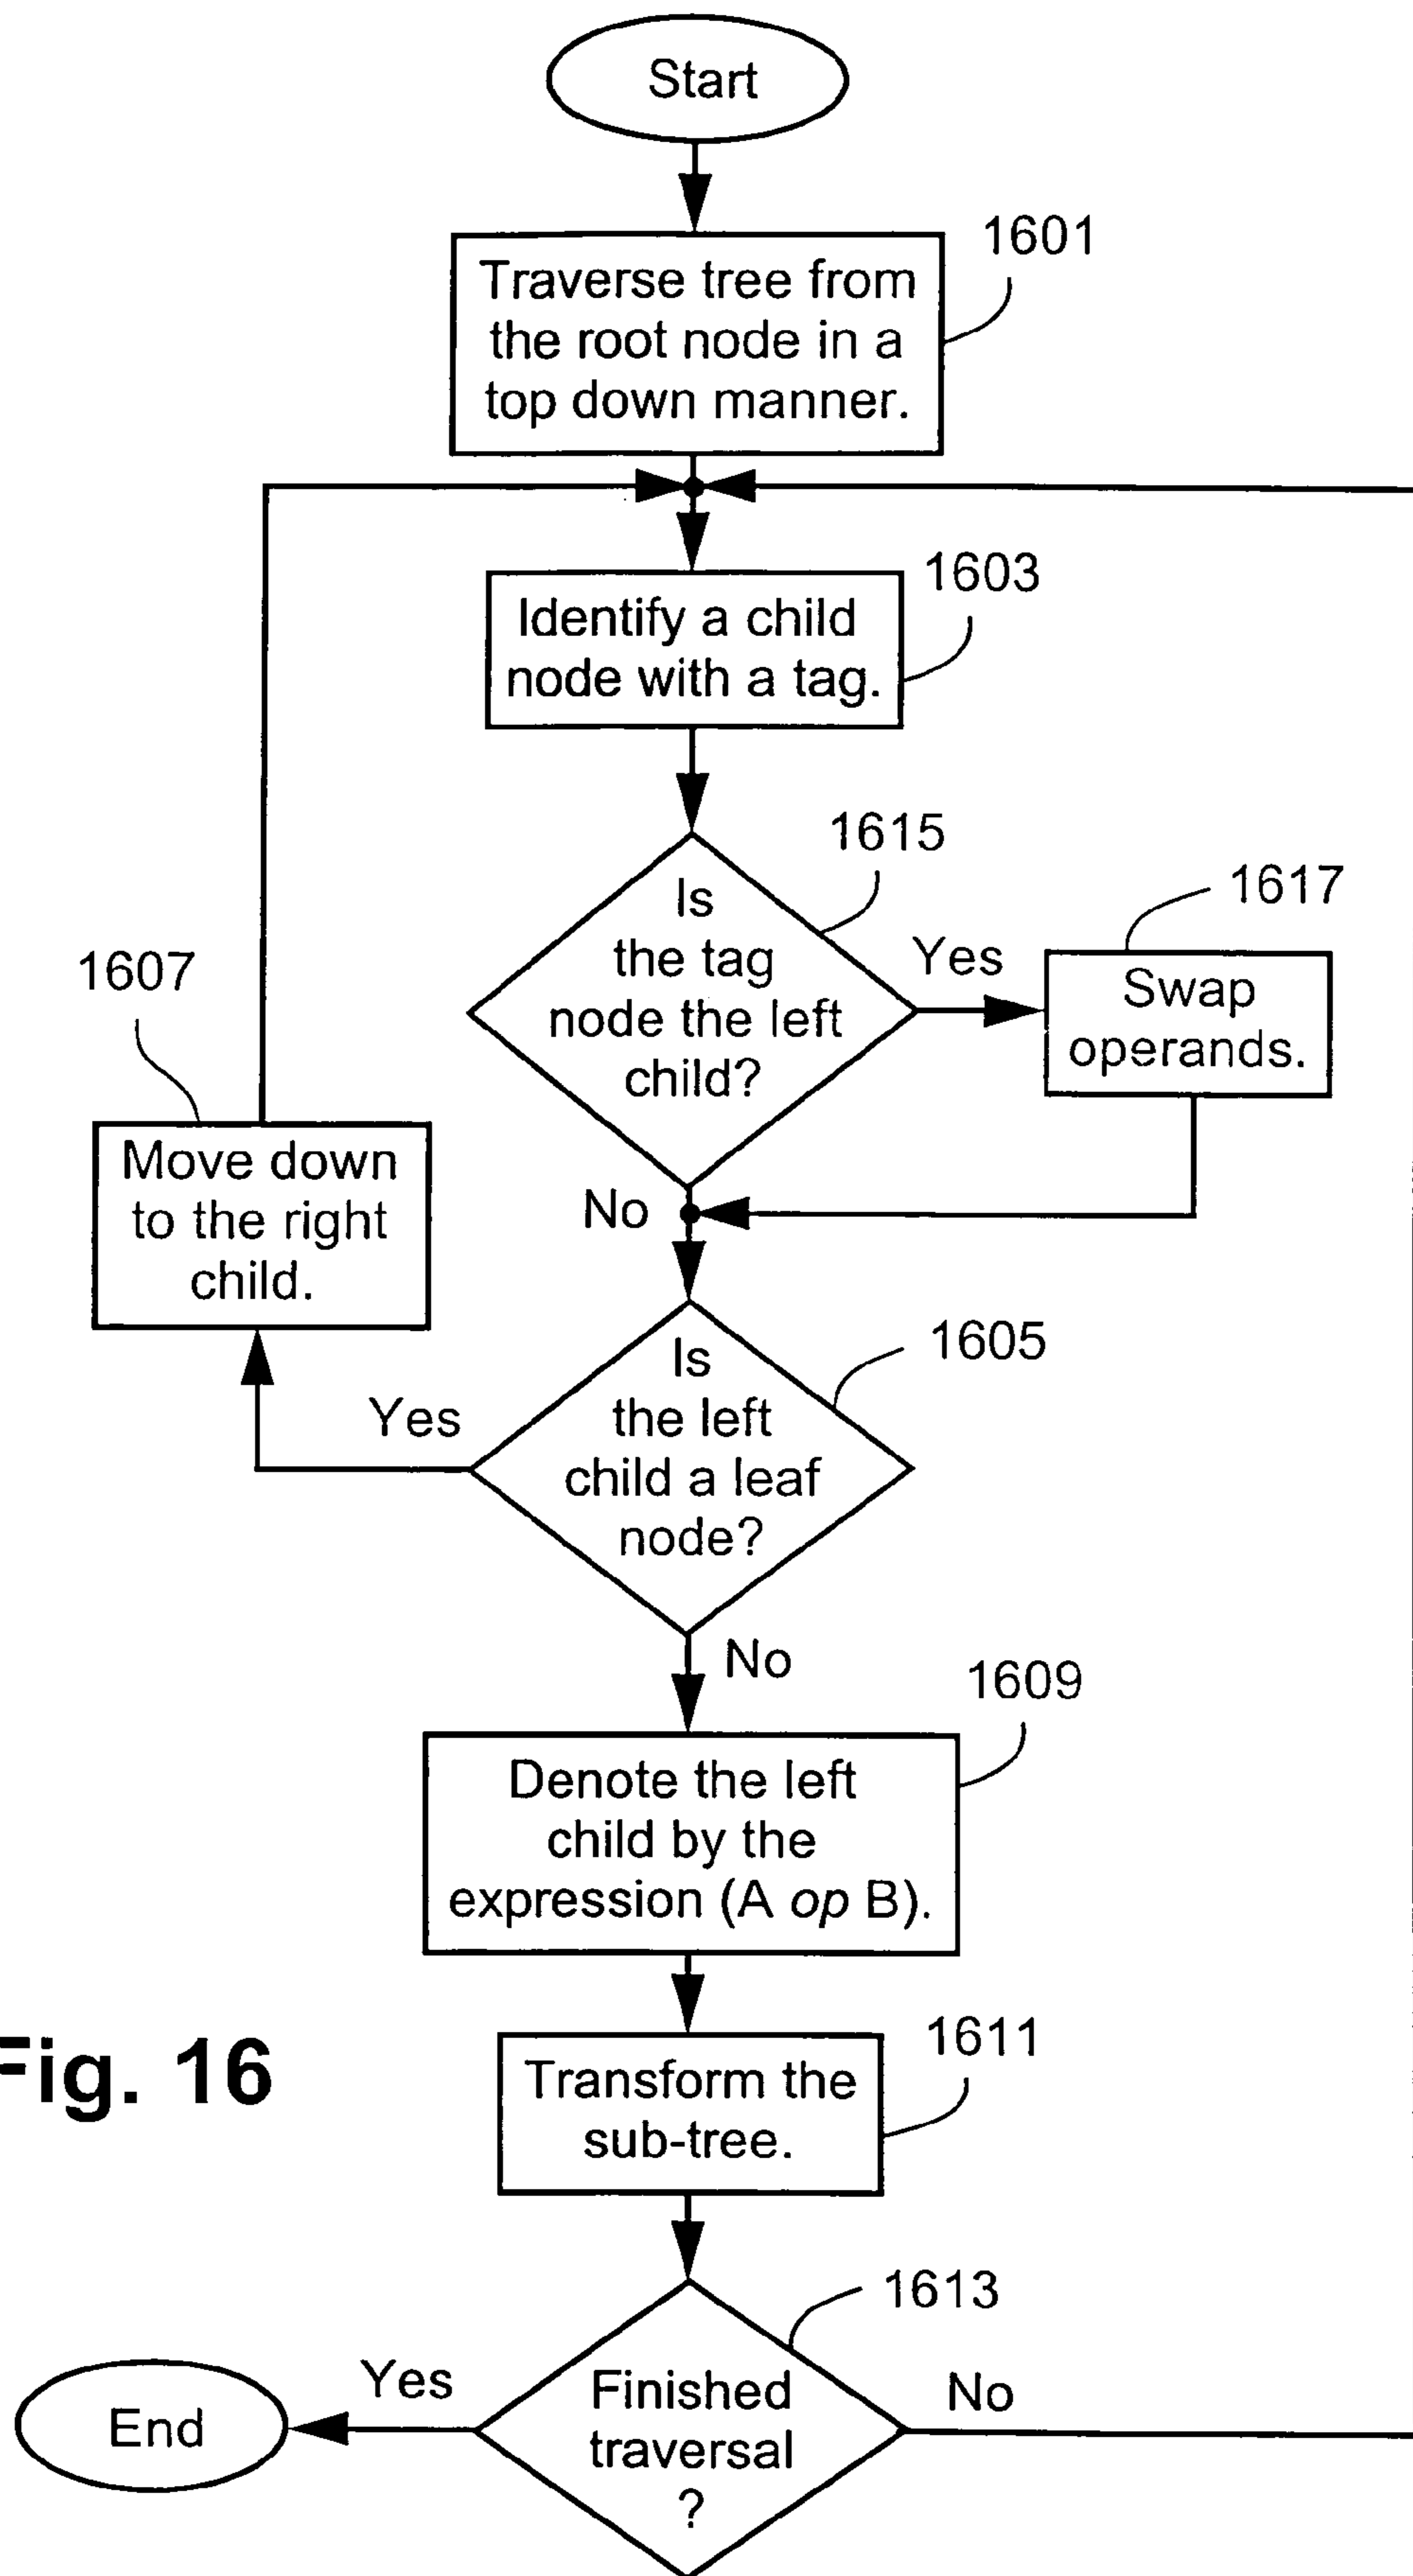 Start
1601
Traverse tree from
the root node in a
top down manner.
1603
Identify a child
node with a tag.
1615
Is
the tag
node the left
child?
Yes
1617
Swap
operands.
1607
Move down
to the right
child.
No
1605
Is
the left
child a leaf
node?
Yes
No
1609
Denote the left
child by the
expression (A op B).
1611
Transform the
sub-tree.
Fig. 16
1613
Finished
traversal
?
Yes
No
End